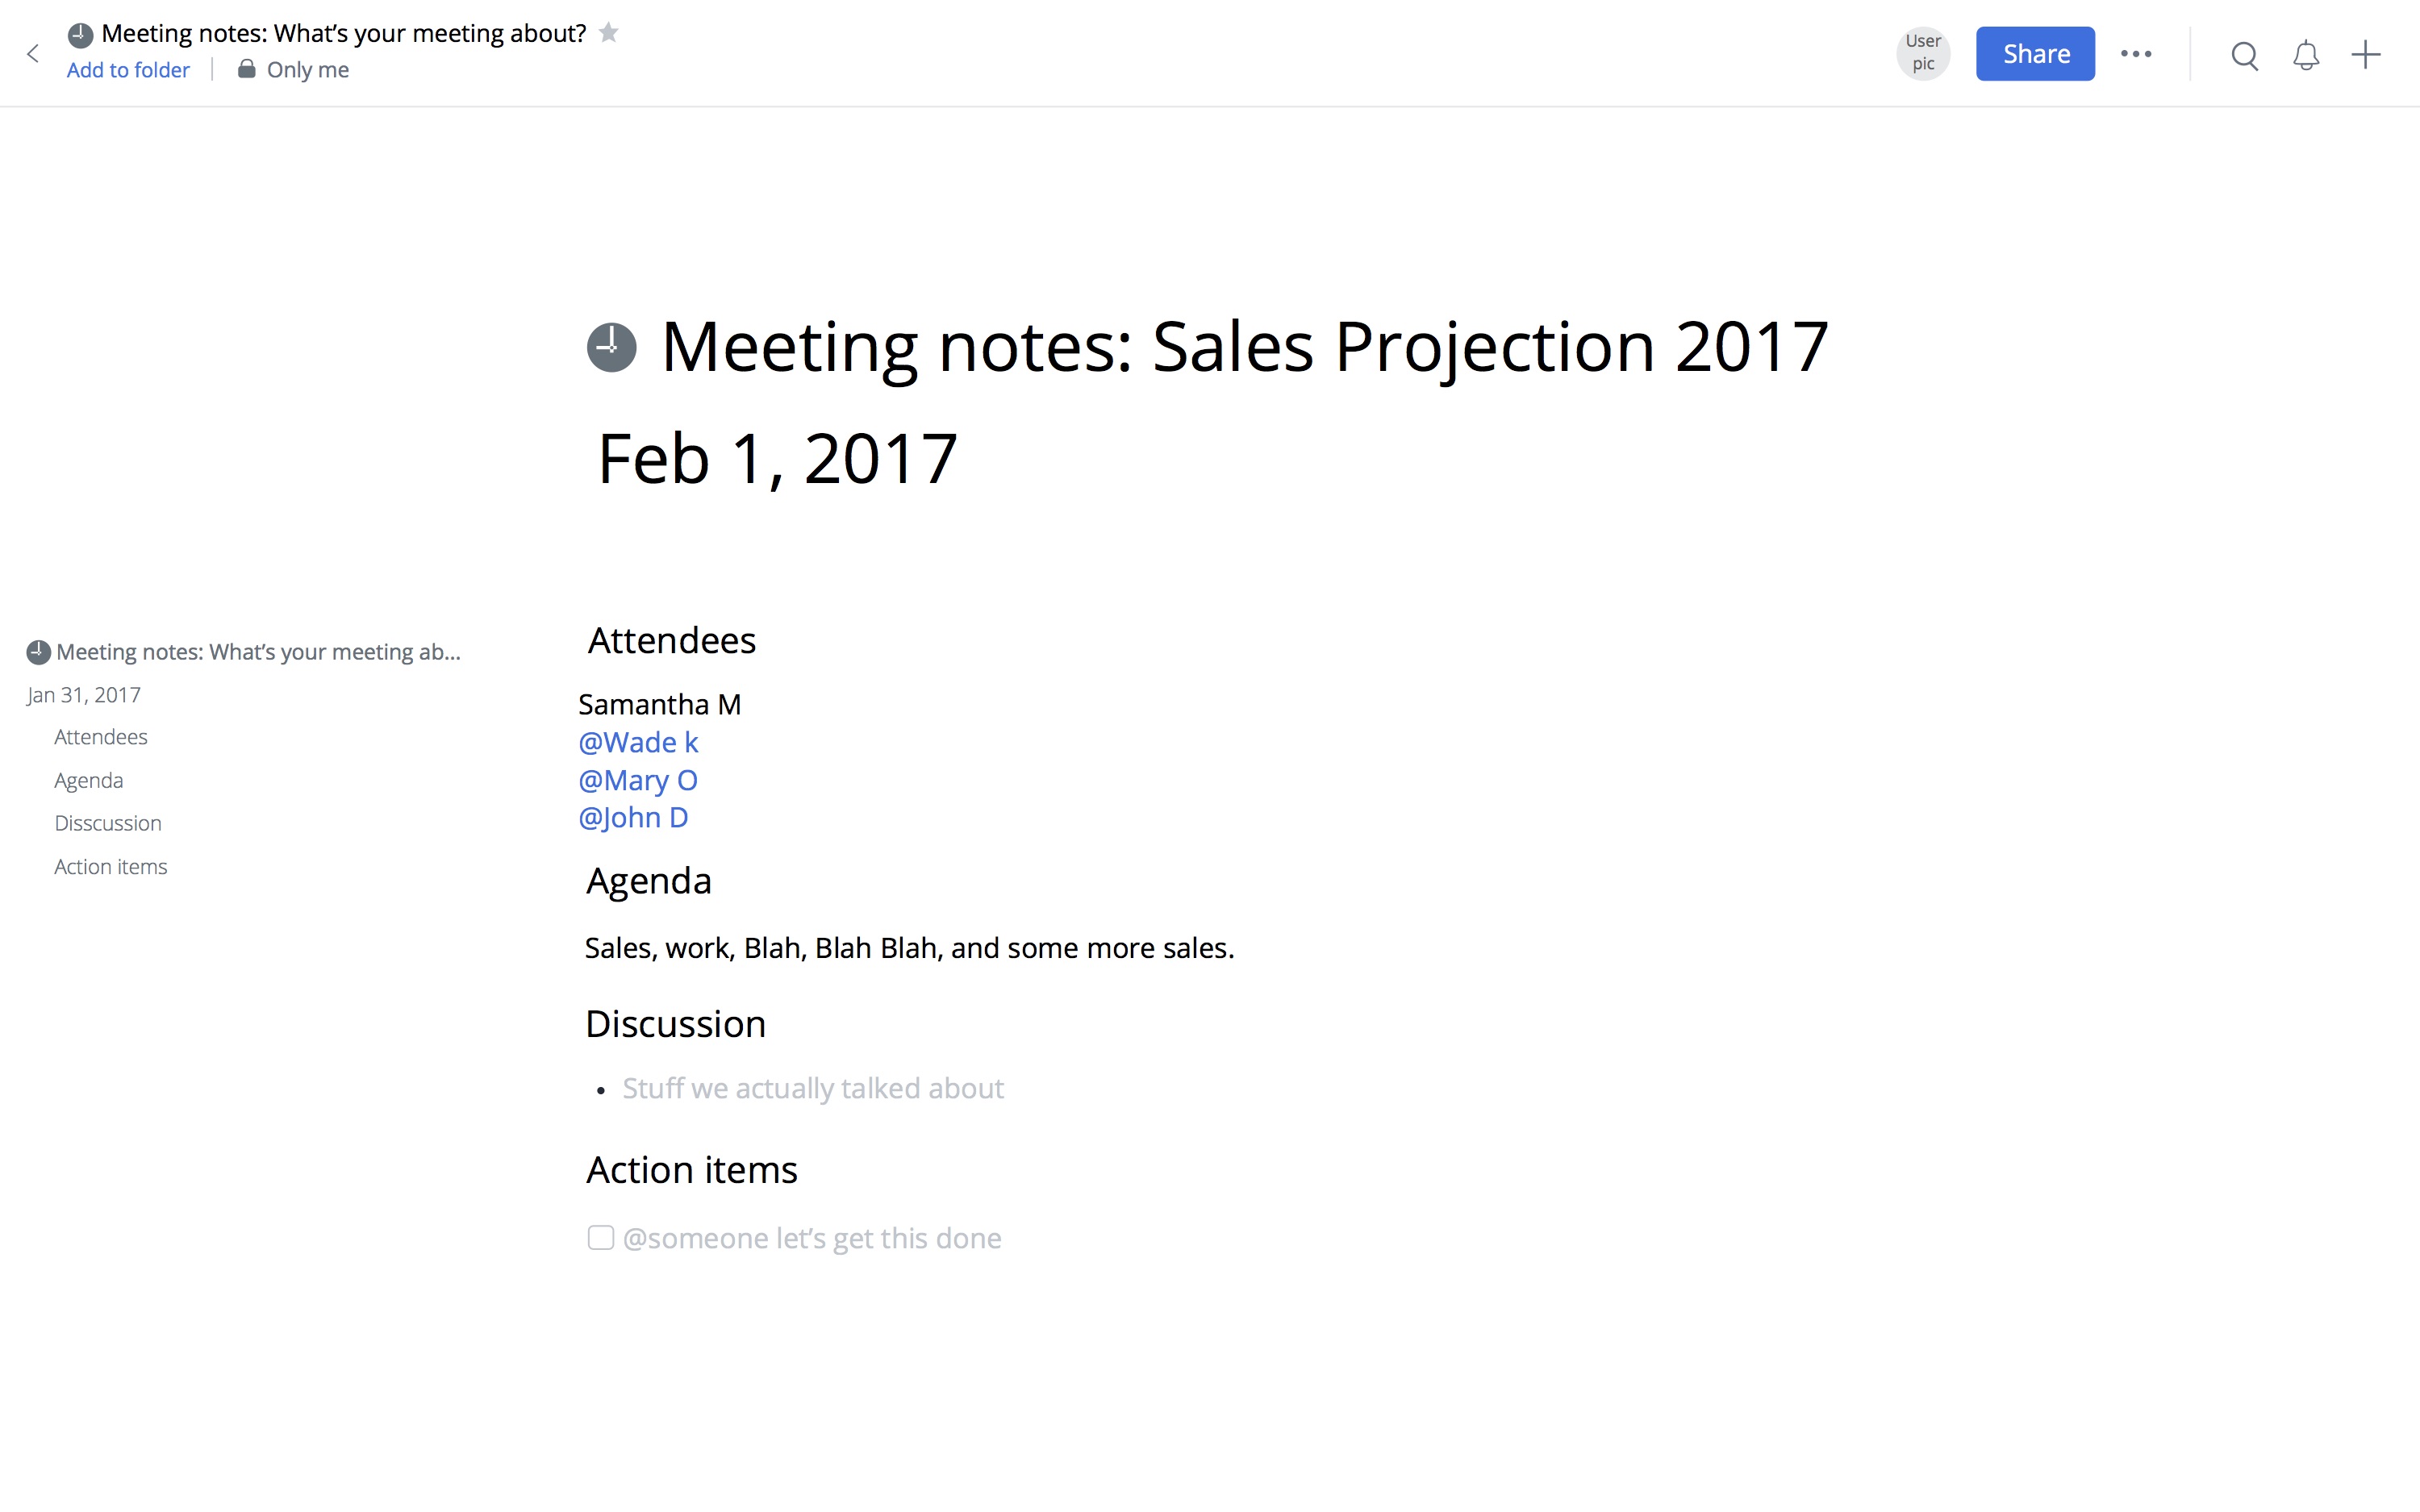 Meeting notes: What's your meeting about?
Add to folder
Only me
User
pic
Share
Meeting notes: Sales Projection 2017
Feb 1, 2017
Meeting notes: What's your meeting ab...
Jan 31, 2017
Attendees
Agenda
Disscussion
Action items
Attendees
Samantha M
@Wade k
@Mary O
@John D
Agenda
Sales, work, Blah, Blah Blah, and some more sales.
Discussion
• Stuff we actually talked about
Action items
@someone let's get this done